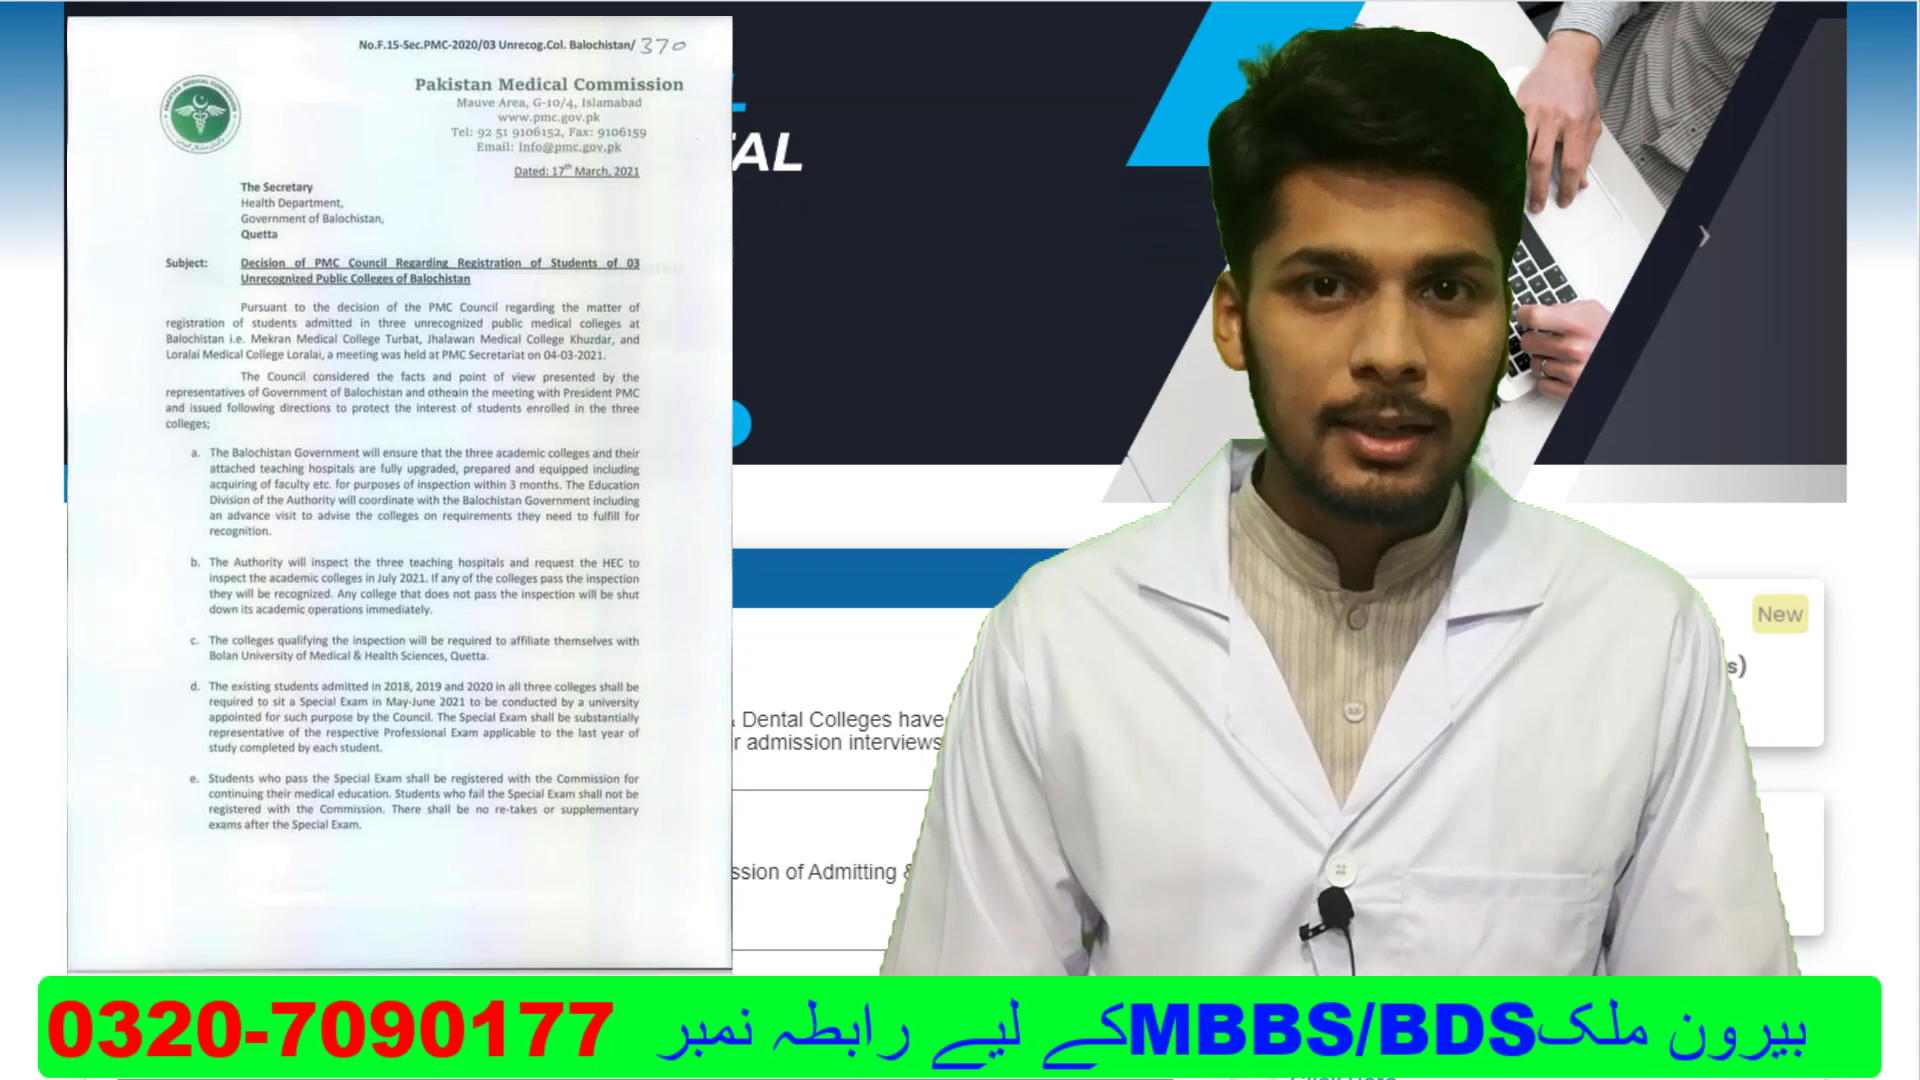 No.F.15-Sec.PMC-2020/03 Unrecog.Col. Balochistan/ 370
Pakistan Medical Commission
Mauve Area, G-10/4, Islamabad
www.pmc.gov.pk
Tel: 92 51 9106152, Fax: 9106159
Email: Info@pmc.gov.pk
Dated: 17th March, 2021
The Secretary
Health Department,
Government of Balochistan,
Quetta
Subject: Decision of PMC Council Regarding Registration of Students of 03
Unrecognized Public Colleges of Balochistan
Pursuant to the decision of the PMC Council regarding the matter of
registration of students admitted in three unrecognized public medical colleges at
Balochistan i.e. Mekran Medical College Turbat, Jhalawan Medical College Khuzdar, and
Loralai Medical College Loralai, a meeting was held at PMC Secretariat on 04-03-2021.
The Council considered the facts and point of view presented by the
representatives of Government of Balochistan and otheain the meeting with President PMC
and issued following directions to protect the interest of students enrolled in the three
colleges;
a. The Balochistan Government will ensure that the three academic colleges and their
attached teaching hospitals are fully upgraded, prepared and equipped including
acquiring of faculty etc. for purposes of inspection within 3 months. The Education
Division of the Authority will coordinate with the Balochistan Government including
an advance visit to advise the colleges on requirements they need to fulfill for
recognition.
b. The Authority will inspect the three teaching hospitals and request the HEC to
inspect the academic colleges in July 2021. If any of the colleges pass the inspection
they will be recognized. Any college that does not pass the inspection will be shut
down its academic operations immediately.
c. The colleges qualifying the inspection will be required to affiliate themselves with
Bolan University of Medical & Health Sciences, Quetta.
d. The existing students admitted in 2018, 2019 and 2020 in all three colleges shall be
required to sit a Special Exam in May-June 2021 to be conducted by a university
appointed for such purpose by the Council. The Special Exam shall be substantially
representative of the respective Professional Exam applicable to the last year of
study completed by each student.
e. Students who pass the Special Exam shall be registered with the Commission for
continuing their medical education. Students who fail the Special Exam shall not be
registered with the Commission. There shall be no re-takes or supplementary
exams after the Special Exam.
AL
New
s)
& Dental Colleges have
r admission interviews
ssion of Admitting &
بیرون ملک MBBS/BDS کے لیے رابطہ نمبر 0320-7090177